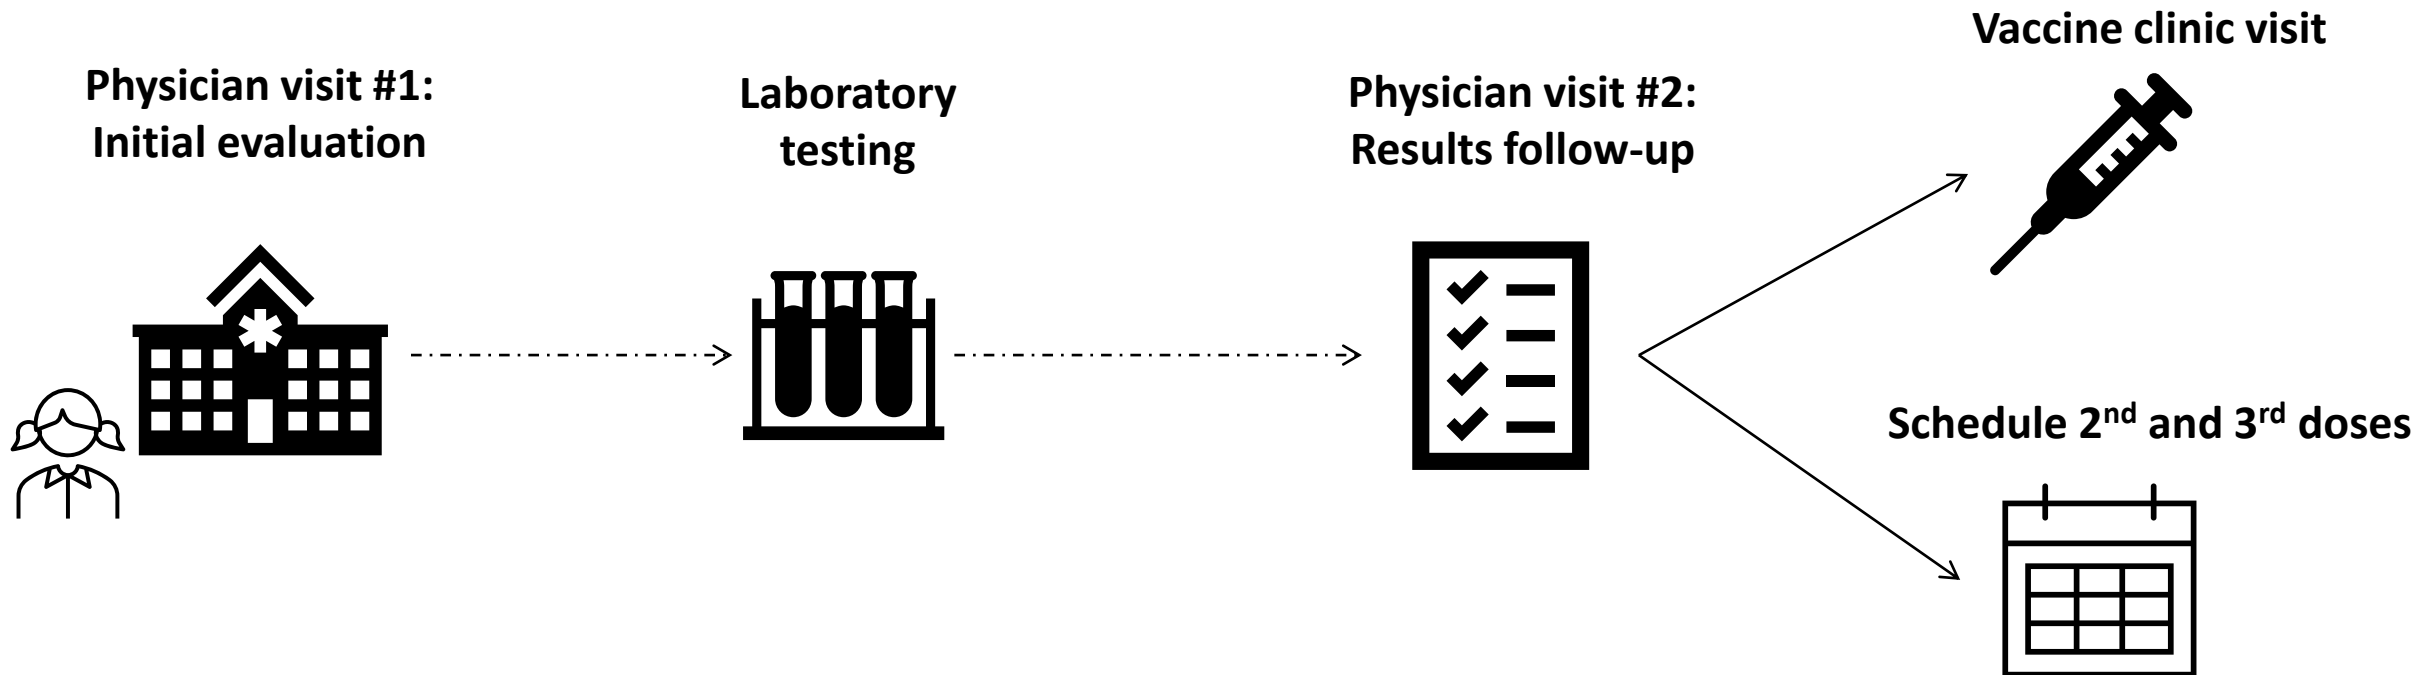 Physician visit #1:
Initial evaluation
Laboratory
testing
Physician visit #2:
Results follow-up
Vaccine clinic visit
Schedule 2nd and 3rd doses